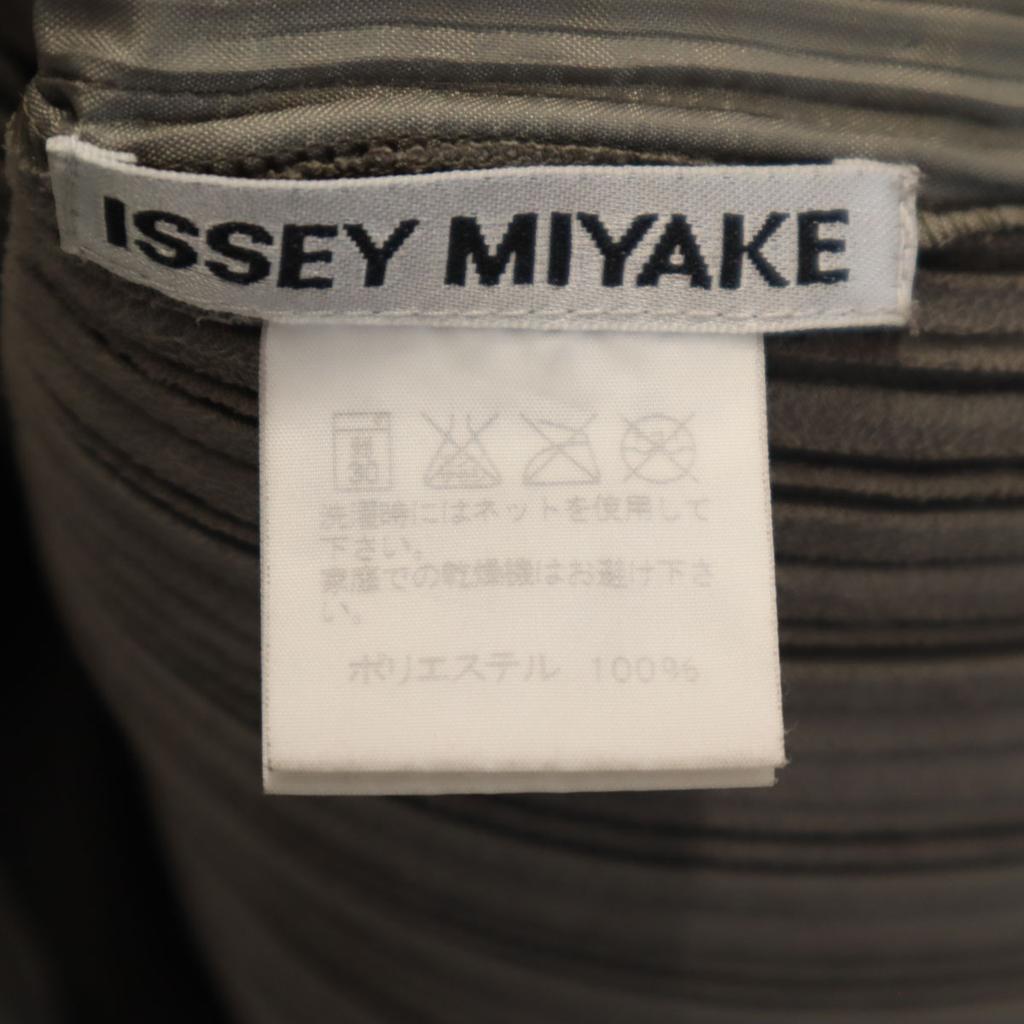 ISSEY MIYAKE
洗濯時にはネットを使用して
下さい。
家庭での乾燥機はお避け下さ
い。
ポリエステル 100%